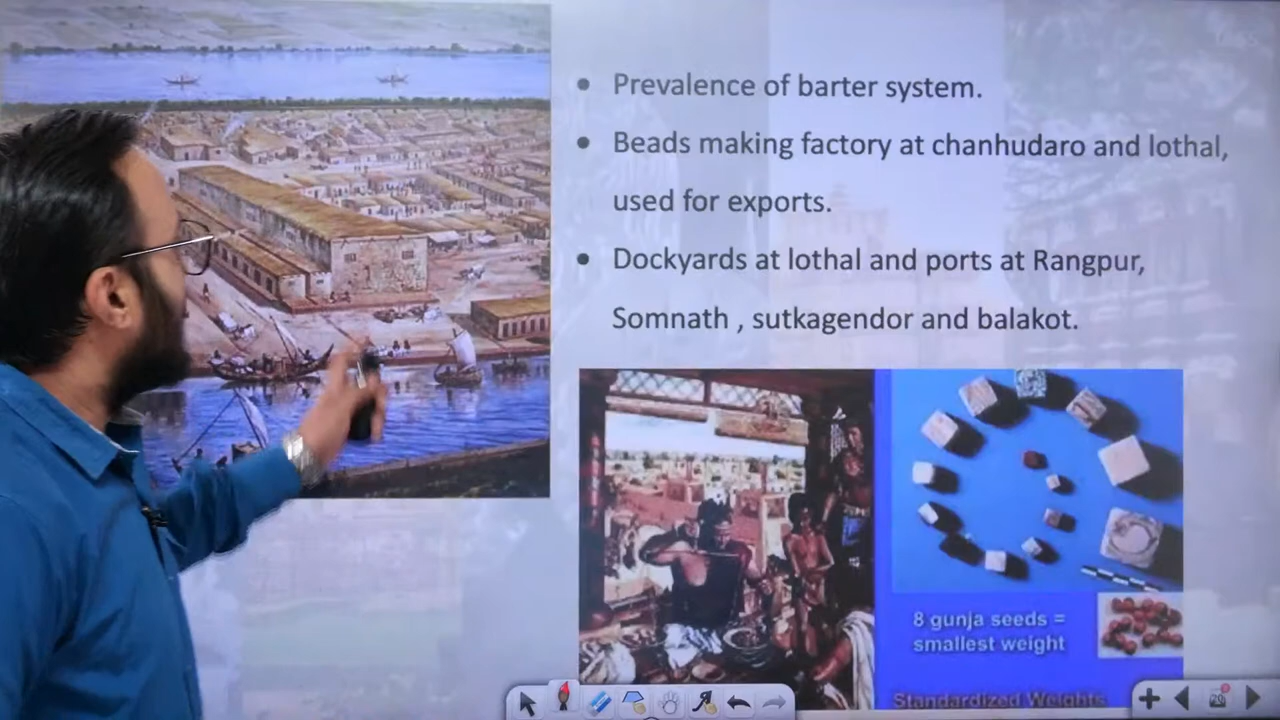 • Prevalence of barter system.
• Beads making factory at chanhudaro and lothal,
used for exports.
• Dockyards at lothal and ports at Rangpur,
Somnath , sutkagendor and balakot.
8 gunja seeds =
smallest weight
Standardized Weights